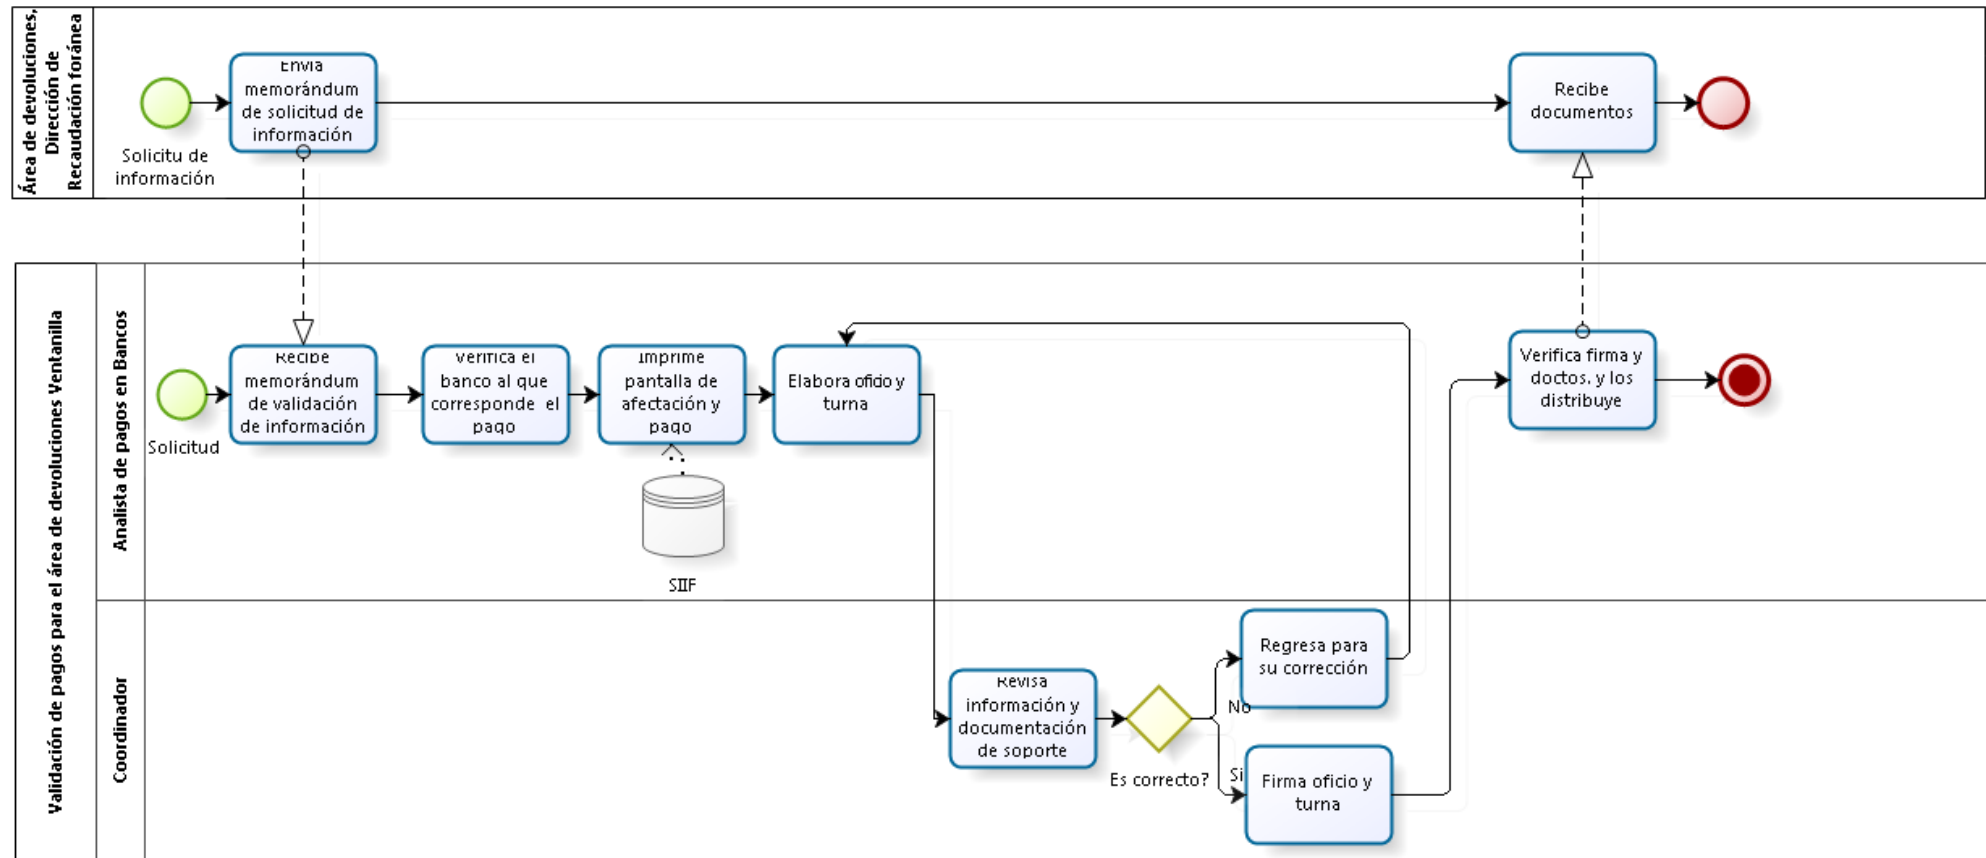 Área de devoluciones,
Dirección de
Recaudación foránea
Solicitu de
información
Envía
memorándum
de solicitud de
información
Recibe
documentos
Validación de pagos para el área de devoluciones Ventanilla
Analista de pagos en Bancos
Solicitud
Recibe
memorándum
de validación
de información
Verifica el
banco al que
corresponde el
pago
Imprime
pantalla de
afectación y
pago
Elabora oficio y
turna
Verifica firma y
doctos. y los
distribuye
SIIF
Coordinador
Revisa
información y
documentación
de soporte
Es correcto?
No
Regresa para
su corrección
Si
Firma oficio y
turna